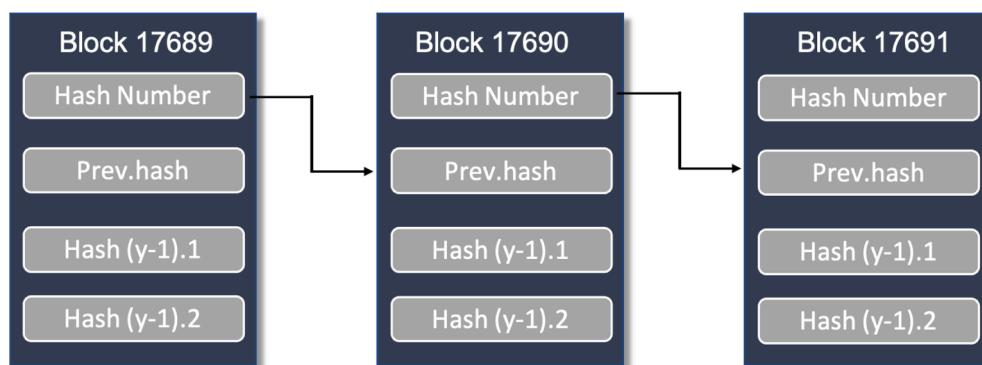 Block 17689
Hash Number
Prev.hash
Hash (y-1).1
Hash (y-1).2
Block 17690
Hash Number
Prev.hash
Hash (y-1).1
Hash (y-1).2
Block 17691
Hash Number
Prev.hash
Hash (y-1).1
Hash (y-1).2